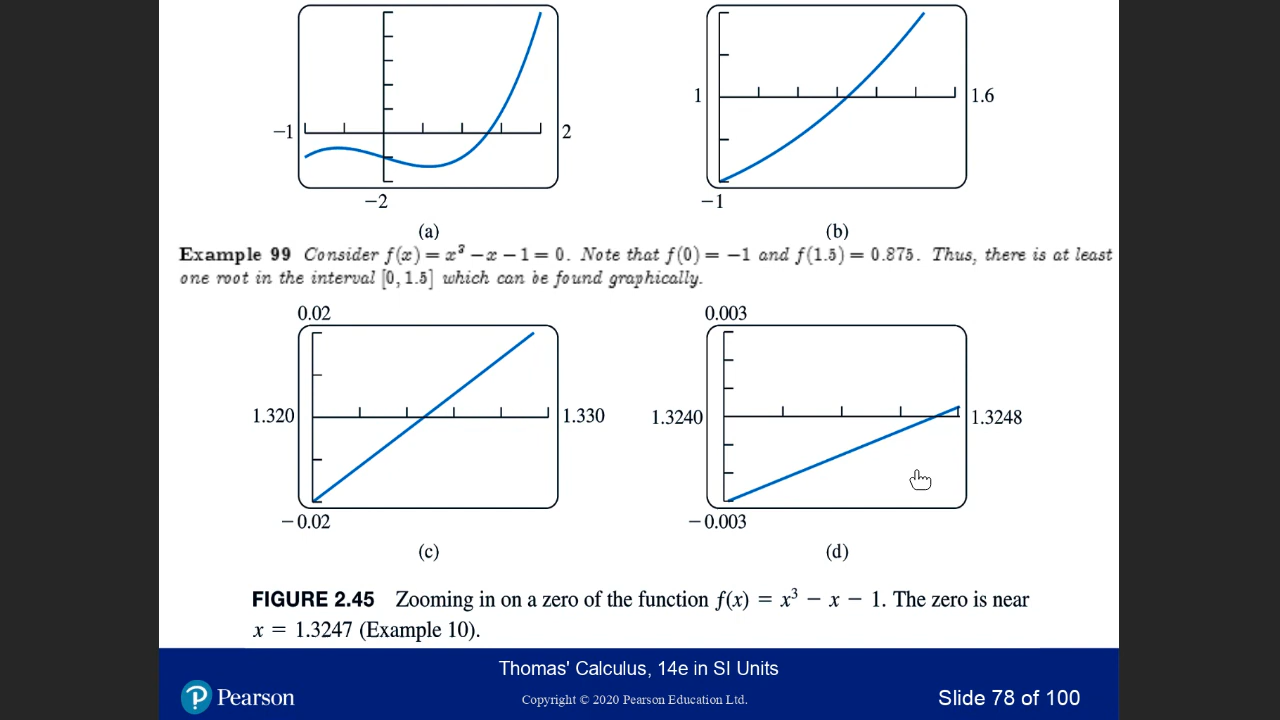 −1
2
−2
(a)
1
1.6
−1
(b)
Example 99 Consider f(x) = x³ − x − 1 = 0. Note that f(0) = −1 and f(1.5) = 0.875. Thus, there is at least
one root in the interval [0, 1.5] which can be found graphically.
0.02
1.320
1.330
−0.02
(c)
0.003
1.3240
1.3248
−0.003
(d)
FIGURE 2.45 Zooming in on a zero of the function f(x) = x³ − x − 1. The zero is near
x = 1.3247 (Example 10).
Thomas' Calculus, 14e in SI Units
P Pearson
Copyright © 2020 Pearson Education Ltd.
Slide 78 of 100